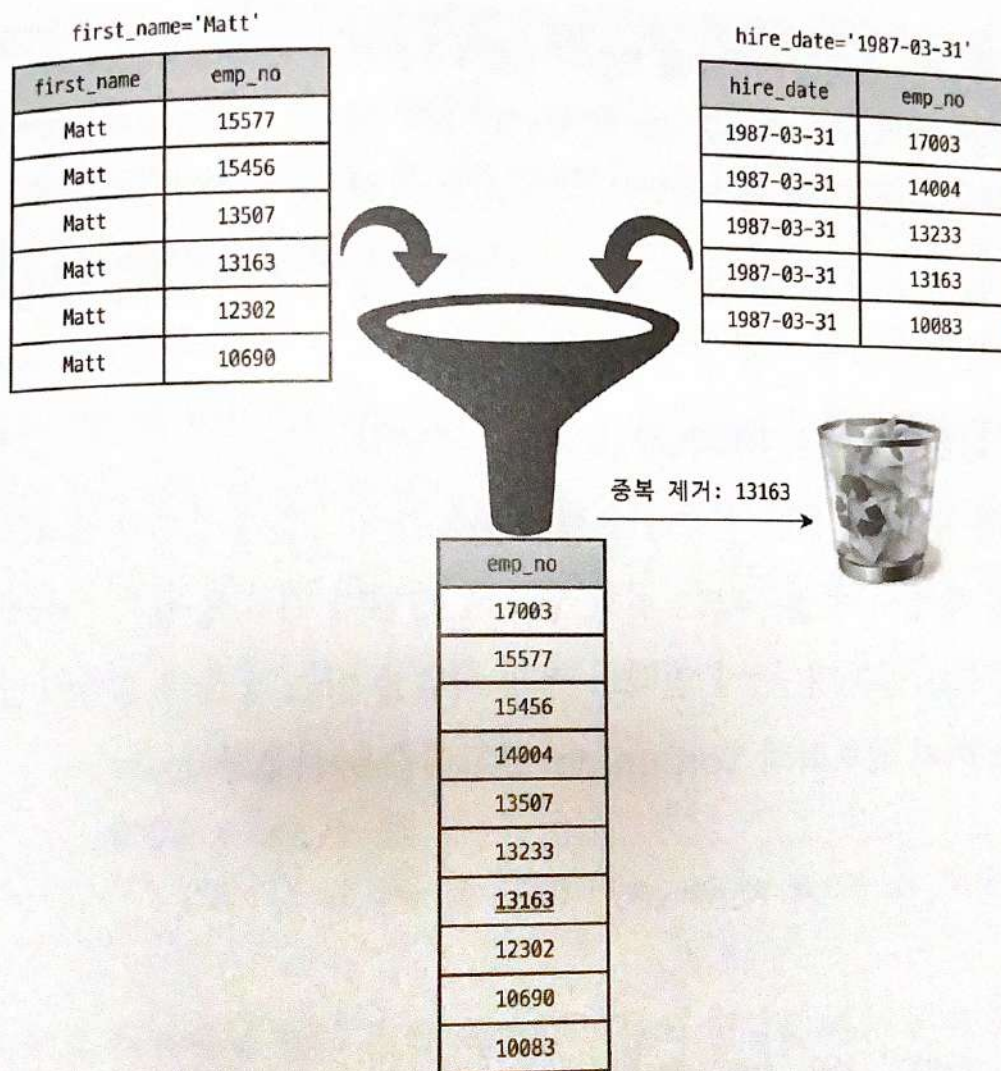 first_name='Matt'
first_name emp_no
Matt 15577
Matt 15456
Matt 13507
Matt 13163
Matt 12302
Matt 10690
hire_date='1987-03-31'
hire_date emp_no
1987-03-31 17003
1987-03-31 14004
1987-03-31 13233
1987-03-31 13163
1987-03-31 10083
중복 제거: 13163
emp_no
17003
15577
15456
14004
13507
13233
13163
12302
10690
10083